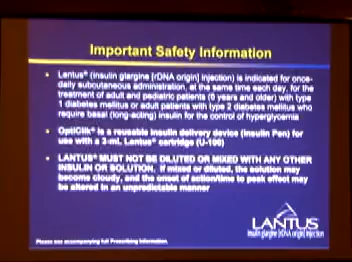 Important Safety Information
• Lantus® (insulin glargine [rDNA origin] injection) is indicated for once-
daily subcutaneous administration, at the same time each day, for the
treatment of adult and pediatric patients (6 years and older) with type
1 diabetes mellitus or adult patients with type 2 diabetes mellitus who
require basal (long-acting) insulin for the control of hyperglycemia
• OptiClik® is a reusable insulin delivery device (Insulin Pen) for
use with a 3-mL Lantus® cartridge (U-100)
• LANTUS® MUST NOT BE DILUTED OR MIXED WITH ANY OTHER
INSULIN OR SOLUTION. If mixed or diluted, the solution may
become cloudy, and the onset of action/time to peak effect may
be altered in an unpredictable manner
LANTUS®
insulin glargine [rDNA origin] injection
Please see accompanying full Prescribing Information.